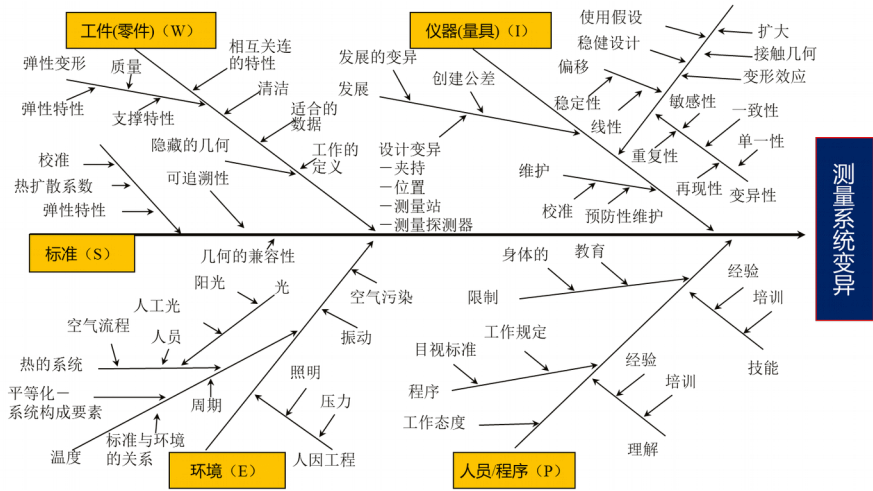 工件(零件)（W）
相互关连
的特性
弹性变形
质量
清洁
弹性特性
支撑特性
适合的
数据
隐藏的几何
工作的
定义
校准
可追溯性
热扩散系数
弹性特性
标准（S）
几何的兼容性
仪器(量具)（I）
发展的变异
发展
创建公差
设计变异
－夹持
－位置
－测量站
－测量探测器
使用假设
稳健设计
偏移
稳定性
线性
扩大
接触几何
变形效应
敏感性
一致性
单一性
重复性
再现性
变异性
维护
校准
预防性维护
测量系统变异
阳光
光
人工光
空气流程
人员
热的系统
平等化－
系统构成要素
周期
标准与环境
的关系
温度
空气污染
振动
照明
压力
人因工程
环境（E）
身体的
教育
限制
经验
培训
技能
工作规定
目视标准
程序
工作态度
经验
培训
理解
人员/程序（P）